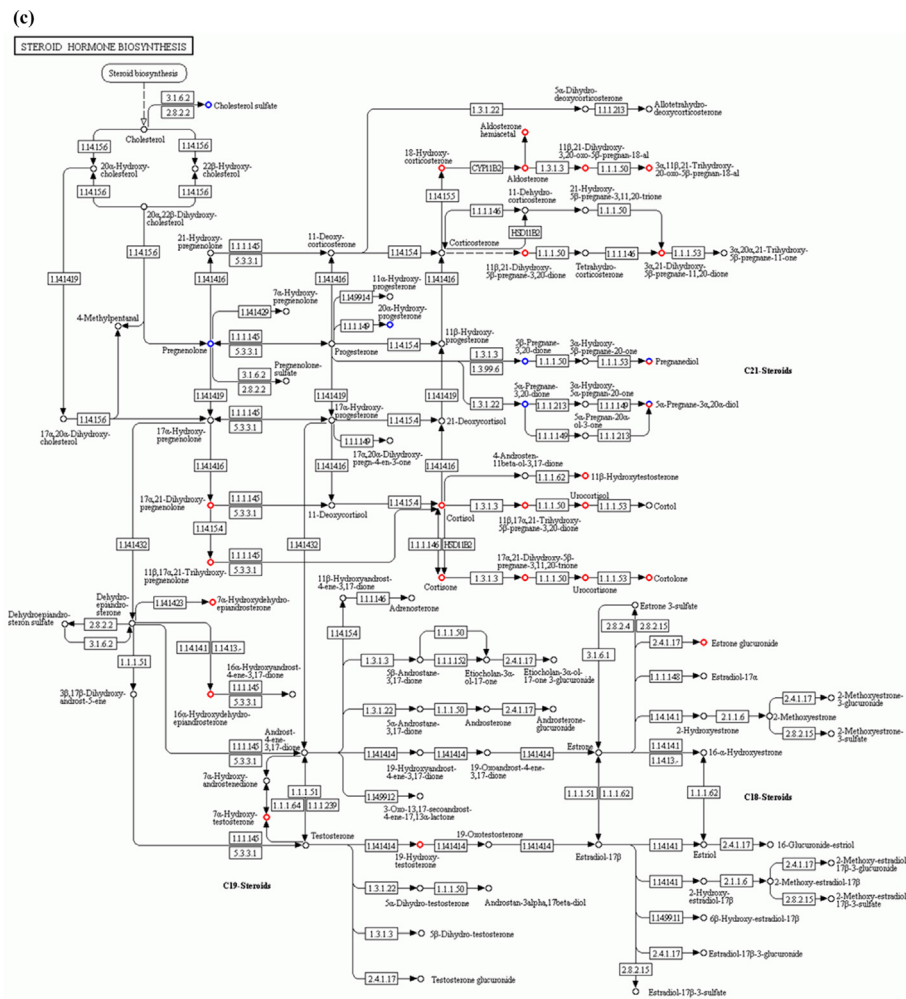 (c)
STEROID HORMONE BIOSYNTHESIS
Steroid biosynthesis
3.1.6.2
2.8.2.2
Cholesterol sulfate
Cholesterol
1.14.15.6
1.14.15.6
20α-Hydroxy-
cholesterol
22β-Hydroxy-
cholesterol
1.14.15.6
1.14.15.6
20α,22β-Dihydroxy-
cholesterol
1.14.15.6
1.14.1.4.19
4-Methylpentanal
1.14.15.6
17α,20α-Dihydroxy-
cholesterol
1.3.1.22
5α-Dihydro-
deoxycorticosterone
1.1.1.213
Allotetrahydro-
deoxycorticosterone
Aldosterone
hemiacetal
18-Hydroxy-
corticosterone
CYP11B2
Aldosterone
1.3.1.3
11β,21-Dihydroxy-
3,20-oxo-5β-pregnan-18-al
1.1.1.50
3α,11β,21-Trihydroxy-
20-oxo-5β-pregnan-18-al
1.14.15.5
11-Dehydro-
corticosterone
21-Hydroxy-
5β-pregnane-3,11,20-trione
1.1.1.146
1.1.1.50
HSD11B2
21-Hydroxy-
pregnenolone
1.1.1.145
5.3.3.1
11-Deoxy-
corticosterone
1.14.15.4
Corticosterone
11β,21-Dihydroxy-
5β-pregnane-3,20-dione
1.1.1.50
Tetrahydro-
corticosterone
1.1.1.146
3α,21-Dihydroxy-
5β-pregnane-11,20-dione
1.1.1.53
3α,20α,21-Trihydroxy-
5β-pregnane-11-one
1.14.14.16
1.14.14.16
1.14.14.16
7α-Hydroxy-
pregnenolone
1.14.14.29
11α-Hydroxy-
progesterone
1.14.99.14
20α-Hydroxy-
progesterone
1.1.1.149
Pregnenolone
1.1.1.145
5.3.3.1
Progesterone
1.14.15.4
11β-Hydroxy-
progesterone
Pregnenolone-
sulfate
3.1.6.2
2.8.2.2
1.3.1.3
1.3.99.6
5β-Pregnane-
3,20-dione
1.1.1.50
3α-Hydroxy-
5β-pregnane-20-one
1.1.1.53
Pregnanediol
C21-Steroids
1.3.1.22
5α-Pregnane-
3,20-dione
1.1.1.213
3α-Hydroxy-
5α-pregnan-20-one
1.1.1.149
5α-Pregnane-3α,20α-diol
5α-Pregnan-20α-
ol-3-one
1.1.1.149
1.1.1.213
1.14.14.19
1.14.14.19
1.14.14.19
17α-Hydroxy-
pregnenolone
1.1.1.145
5.3.3.1
17α-Hydroxy-
progesterone
1.14.15.4
21-Deoxycortisol
1.1.1.149
17α,20α-Dihydroxy-
pregn-4-en-3-one
1.14.14.16
1.14.14.16
1.14.14.16
4-Androsten-
11beta-ol-3,17-dione
1.1.1.62
11β-Hydroxytestosterone
17α,21-Dihydroxy-
pregnenolone
1.1.1.145
5.3.3.1
11-Deoxycortisol
1.14.15.4
Cortisol
1.3.1.3
11β,17α,21-Trihydroxy-
5β-pregnane-3,20-dione
1.1.1.50
Urocortisol
1.1.1.53
Cortol
1.14.15.4
1.14.14.32
1.14.14.32
1.1.1.146
HSD11B2
11β,17α,21-Trihydroxy-
pregnenolone
1.1.1.145
5.3.3.1
17α,21-Dihydroxy-5β-
pregnane-3,11,20-trione
Cortisone
1.3.1.3
1.1.1.50
Urocortisone
1.1.1.53
Cortolone
Dehydroepiandro-
steron sulfate
2.8.2.2
3.1.6.2
Dehydro-
epiandro-
sterone
1.14.14.23
7α-Hydroxydehydro-
epiandrosterone
1.1.1.51
1.14.14.1
1.14.13.-
3β,17β-Dihydroxy-
androst-5-ene
16α-Hydroxyandrost-
4-ene-3,17-dione
1.1.1.145
5.3.3.1
16α-Hydroxydehydro-
epiandrosterone
11β-Hydroxyandrost-
4-ene-3,17-dione
1.1.1.146
Adrenosterone
1.14.15.4
1.1.1.50
1.3.1.3
5β-Androstane-
3,17-dione
1.1.1.152
Etiocholan-3α-
ol-17-one
2.4.1.17
Etiocholan-3α-ol-
17-one 3-glucuronide
1.3.1.22
5α-Androstane-
3,17-dione
1.1.1.50
Androsterone
2.4.1.17
Androsterone-
glucuronide
Estrone 3-sulfate
2.8.2.4
2.8.2.15
3.1.6.1
2.4.1.17
Estrone glucuronide
1.1.1.148
Estradiol-17α
1.14.14.1
2-Hydroxyestrone
2.1.1.6
2-Methoxyestrone
2.4.1.17
2-Methoxyestrone-
3-glucuronide
2.8.2.15
2-Methoxyestrone-
3-sulfate
1.1.1.145
5.3.3.1
Androst-
4-ene-
3,17-dione
1.14.14.14
19-Hydroxyandrost-
4-ene-3,17-dione
1.14.14.14
19-Oxoandrost-4-ene-
3,17-dione
1.14.14.14
Estrone
1.14.14.1
1.14.13.-
16-α-Hydroxyestrone
7α-Hydroxy-
androstenedione
1.1.1.51
1.1.1.64
1.1.1.239
1.14.99.12
3-Oxo-13,17-secoandrost-
4-ene-17,13α-lactone
1.1.1.51
1.1.1.62
1.1.1.62
C18-Steroids
7α-Hydroxy-
testosterone
1.1.1.145
5.3.3.1
Testosterone
1.14.14.14
19-Hydroxy-
testosterone
1.14.14.14
19-Oxotestosterone
1.14.14.14
Estradiol-17β
1.14.14.1
Estriol
2.4.1.17
16-Glucuronide-estriol
C19-Steroids
1.3.1.22
5α-Dihydro-testosterone
1.1.1.50
Androstan-3alpha,17beta-diol
1.14.14.1
2-Hydroxy-
estradiol-17β
2.1.1.6
2-Methoxy-estradiol-17β
2.4.1.17
2-Methoxy-estradiol
17β-3-glucuronide
2.8.2.15
2-Methoxy-estradiol
17β-3-sulfate
1.14.99.11
6β-Hydroxy-estradiol-17β
1.3.1.3
5β-Dihydro-testosterone
2.4.1.17
Estradiol-17β-3-glucuronide
2.4.1.17
Testosterone glucuronide
2.8.2.15
Estradiol-17β-3-sulfate